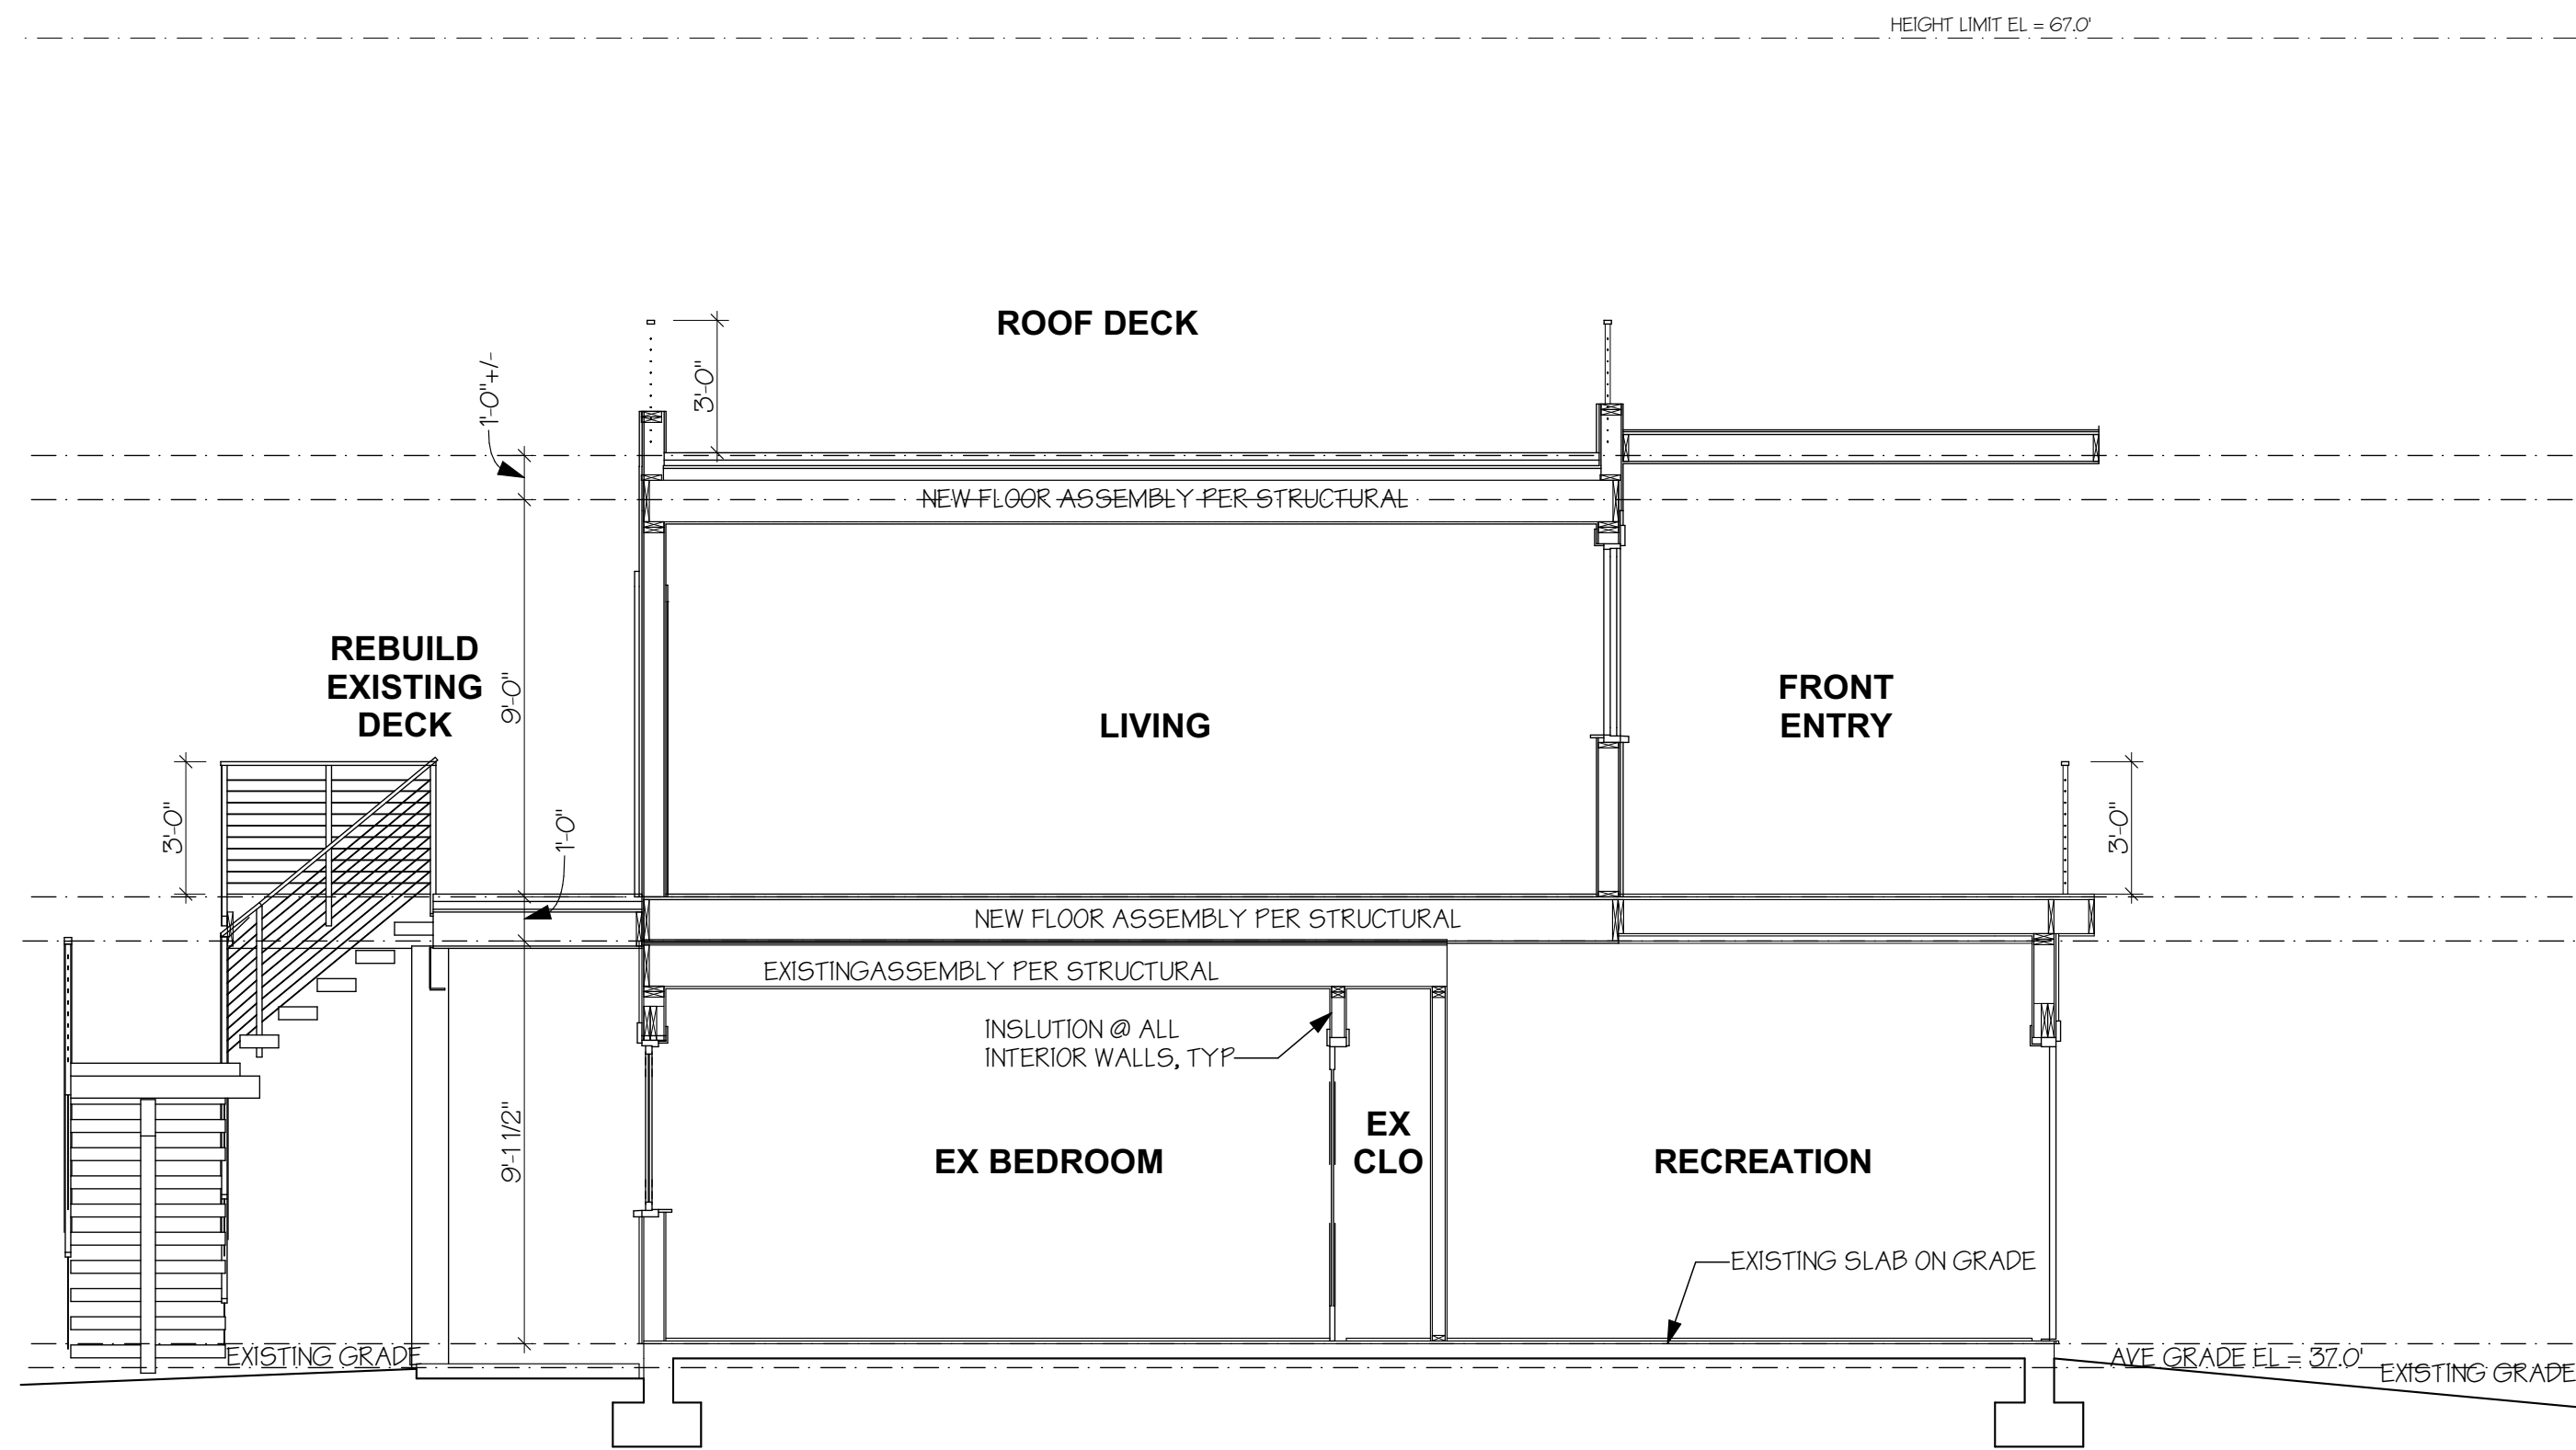 HEIGHT LIMIT EL = 67.0'
ROOF DECK
1'-0"+/-
3'-0"
NEW FLOOR ASSEMBLY PER STRUCTURAL
REBUILD
EXISTING
DECK
9'-0"
LIVING
FRONT
ENTRY
3'-0"
1'-0"
3'-0"
NEW FLOOR ASSEMBLY PER STRUCTURAL
EXISTINGASSEMBLY PER STRUCTURAL
INSLUTION @ ALL
INTERIOR WALLS, TYP
9'-1 1/2"
EX BEDROOM
EX
CLO
RECREATION
EXISTING SLAB ON GRADE
EXISTING GRADE
AVE GRADE EL = 37.0'
EXISTING GRADE